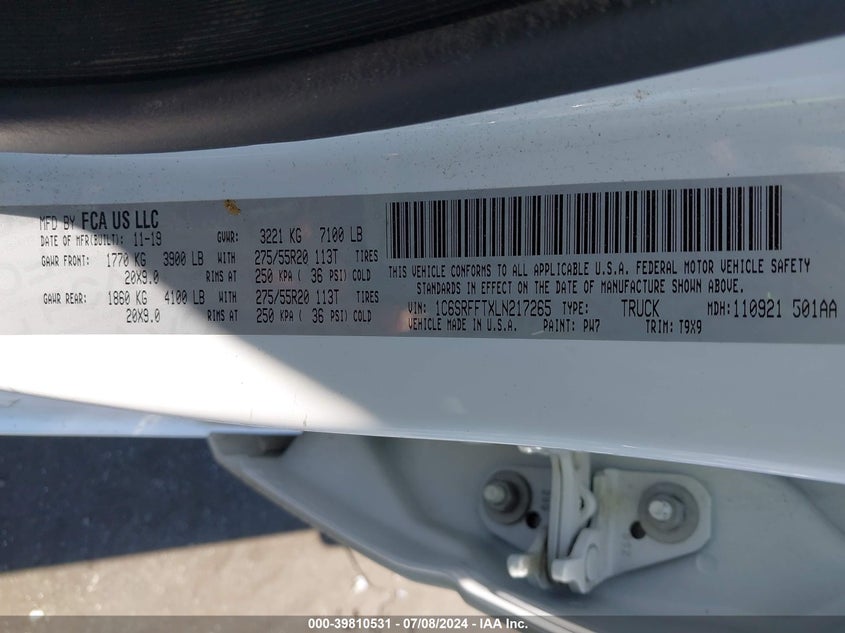 MFD BY FCA US LLC
DATE OF MFR(BUILT): 11-19 GVWR: 3221 KG 7100 LB
GAWR FRONT: 1770 KG 3900 LB WITH 275/55R20 113T TIRES
20X9.0 RIMS AT 250 KPA ( 36 PSI) COLD
GAWR REAR: 1860 KG 4100 LB WITH 275/55R20 113T TIRES
20X9.0 RIMS AT 250 KPA ( 36 PSI) COLD
THIS VEHICLE CONFORMS TO ALL APPLICABLE U.S.A. FEDERAL MOTOR VEHICLE SAFETY
STANDARDS IN EFFECT ON THE DATE OF MANUFACTURE SHOWN ABOVE.
VIN: 1C6SRFFTXLN217265 TYPE: TRUCK MDH: 110921 501AA
VEHICLE MADE IN U.S.A. PAINT: PW7 TRIM: T9X9
000-39810531 - 07/08/2024 - IAA Inc.